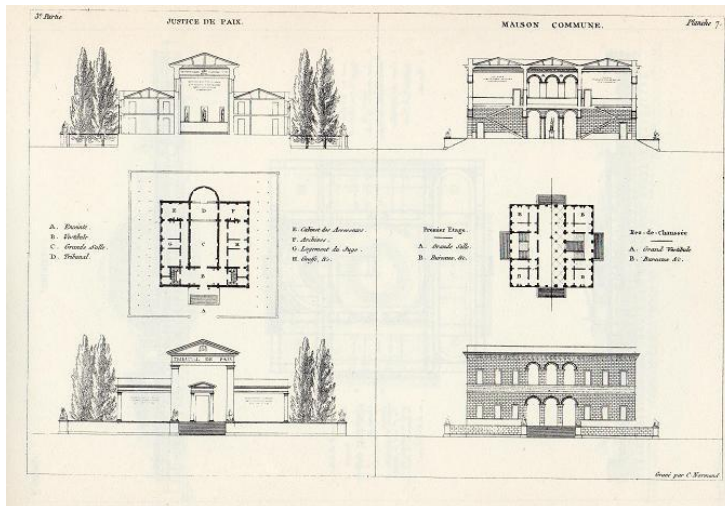 3e Partie
JUSTICE DE PAIX.
MAISON COMMUNE.
Planche 7.
A. Enceinte.
B. Vestibule
C. Grande Salle.
D. Tribunal
E. Cabinet des Assesseurs.
F. Archives.
G. Logement du Juge.
H. Greffe, &c.
Premier Etage.
A. Grande Salle
B. Bureaux, &c.
Rez-de-Chaussée
A. Grand Vestibule
B. Bureaux &c.
TRIBUNAL DE PAIX
Gravé par C. Normand